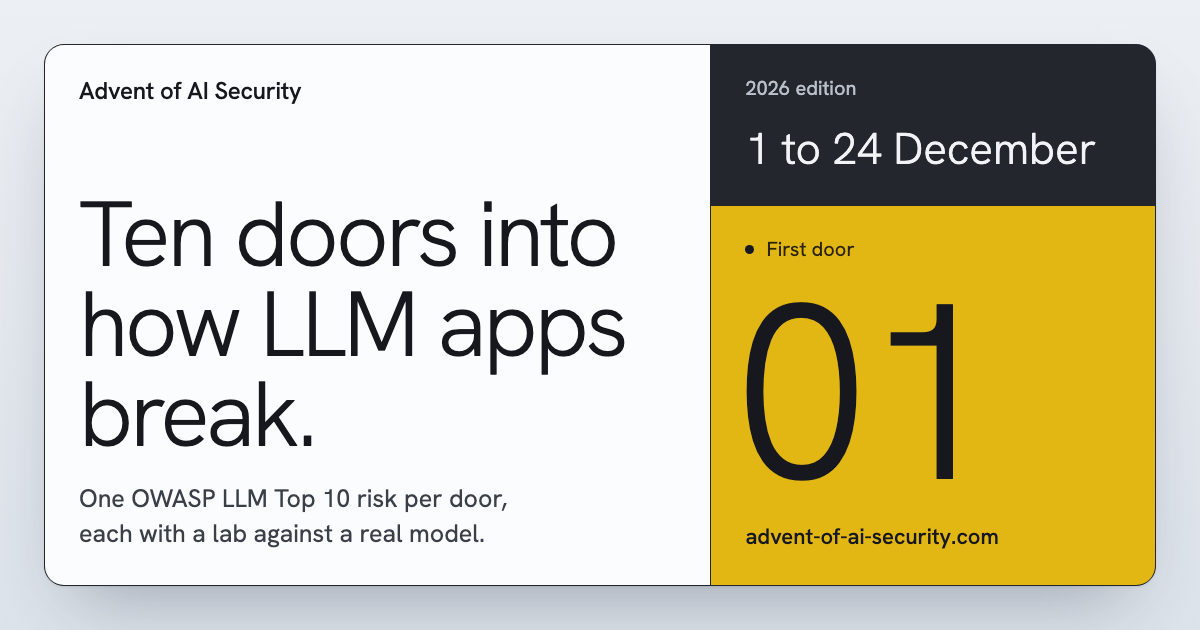 Advent of AI Security
Ten doors into
how LLM apps
break.
One OWASP LLM Top 10 risk per door,
each with a lab against a real model.
2026 edition
1 to 24 December
First door
01
advent-of-ai-security.com